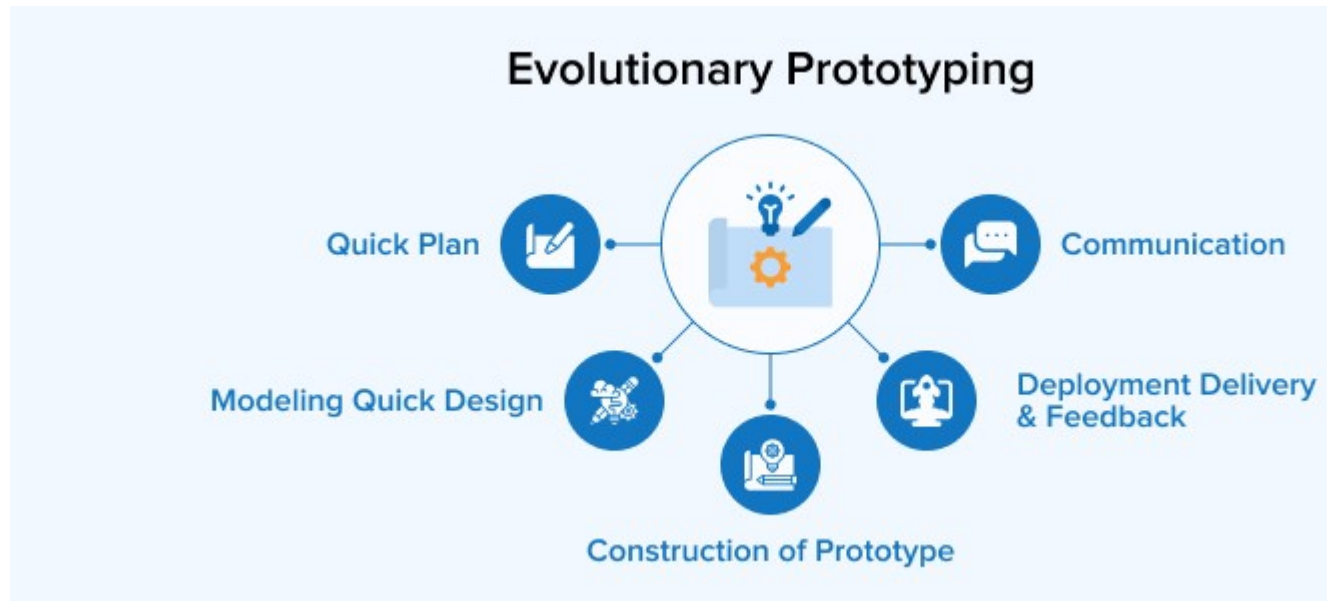 Evolutionary Prototyping
Quick Plan
Communication
Modeling Quick Design
Deployment Delivery
& Feedback
Construction of Prototype